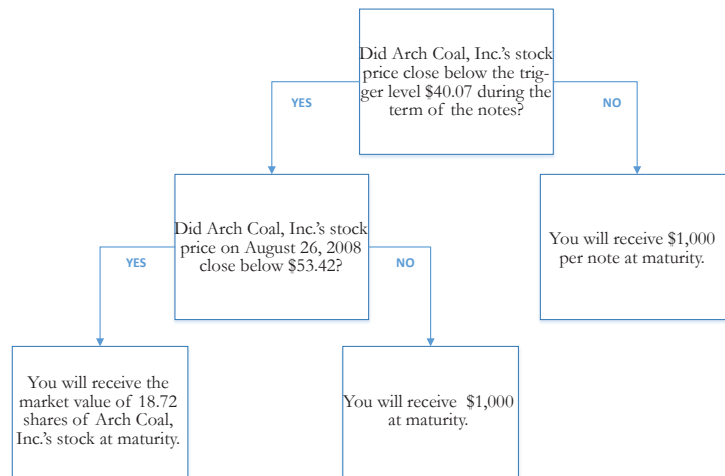 Did Arch Coal, Inc.'s stock
price close below the trig-
ger level $40.07 during the
term of the notes?
YES
NO
Did Arch Coal, Inc.'s stock
price on August 26, 2008
close below $53.42?
You will receive $1,000
per note at maturity.
YES
NO
You will receive the
market value of 18.72
shares of Arch Coal,
Inc.'s stock at maturity.
You will receive $1,000
at maturity.